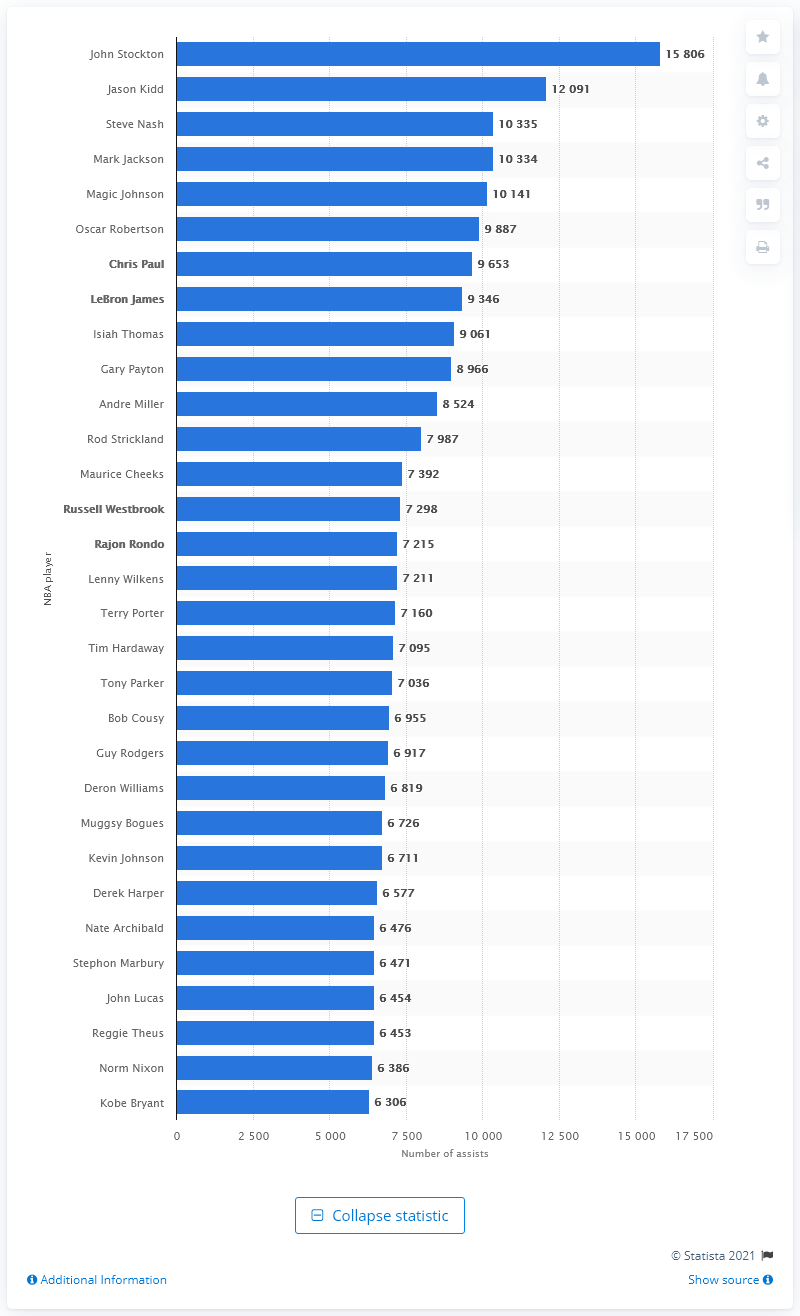 John Stockton 15 806
Jason Kidd 12 091
Steve Nash 10 335
Mark Jackson 10 334
Magic Johnson 10 141
Oscar Robertson 9 887
Chris Paul 9 653
LeBron James 9 346
Isiah Thomas 9 061
Gary Payton 8 966
Andre Miller 8 524
Rod Strickland 7 987
Maurice Cheeks 7 392
Russell Westbrook 7 298
Rajon Rondo 7 215
Lenny Wilkens 7 211
Terry Porter 7 160
Tim Hardaway 7 095
Tony Parker 7 036
Bob Cousy 6 955
Guy Rodgers 6 917
Deron Williams 6 819
Muggsy Bogues 6 726
Kevin Johnson 6 711
Derek Harper 6 577
Nate Archibald 6 476
Stephon Marbury 6 471
John Lucas 6 454
Reggie Theus 6 453
Norm Nixon 6 386
Kobe Bryant 6 306
NBA player
0 2 500 5 000 7 500 10 000 12 500 15 000 17 500
Number of assists
Collapse statistic
© Statista 2021
Additional Information Show source